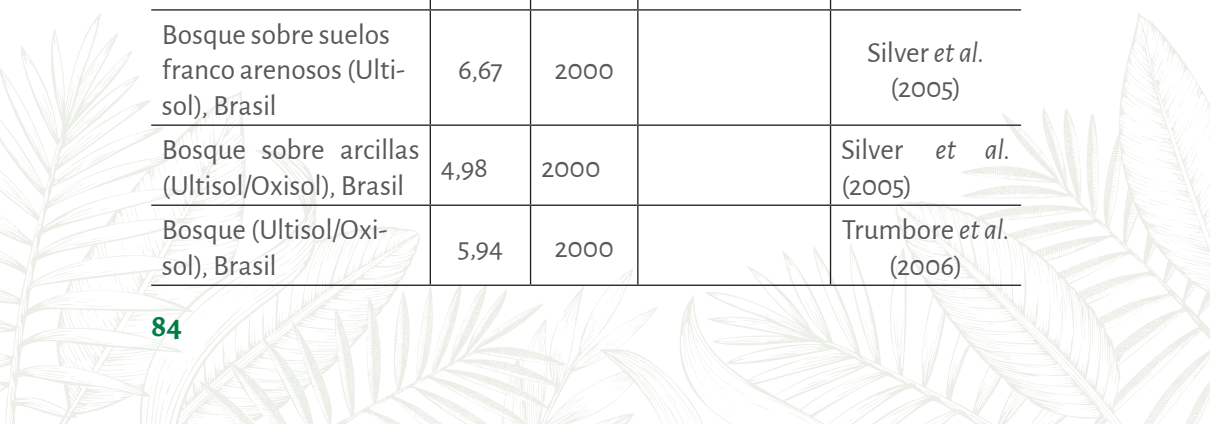 Bosque sobre suelos
franco arenosos (Ulti-
sol), Brasil
6,67
2000
Silver et al.
(2005)
Bosque sobre arcillas
(Ultisol/Oxisol), Brasil
4,98
2000
Silver et al.
(2005)
Bosque (Ultisol/Oxi-
sol), Brasil
5,94
2000
Trumbore et al.
(2006)
84